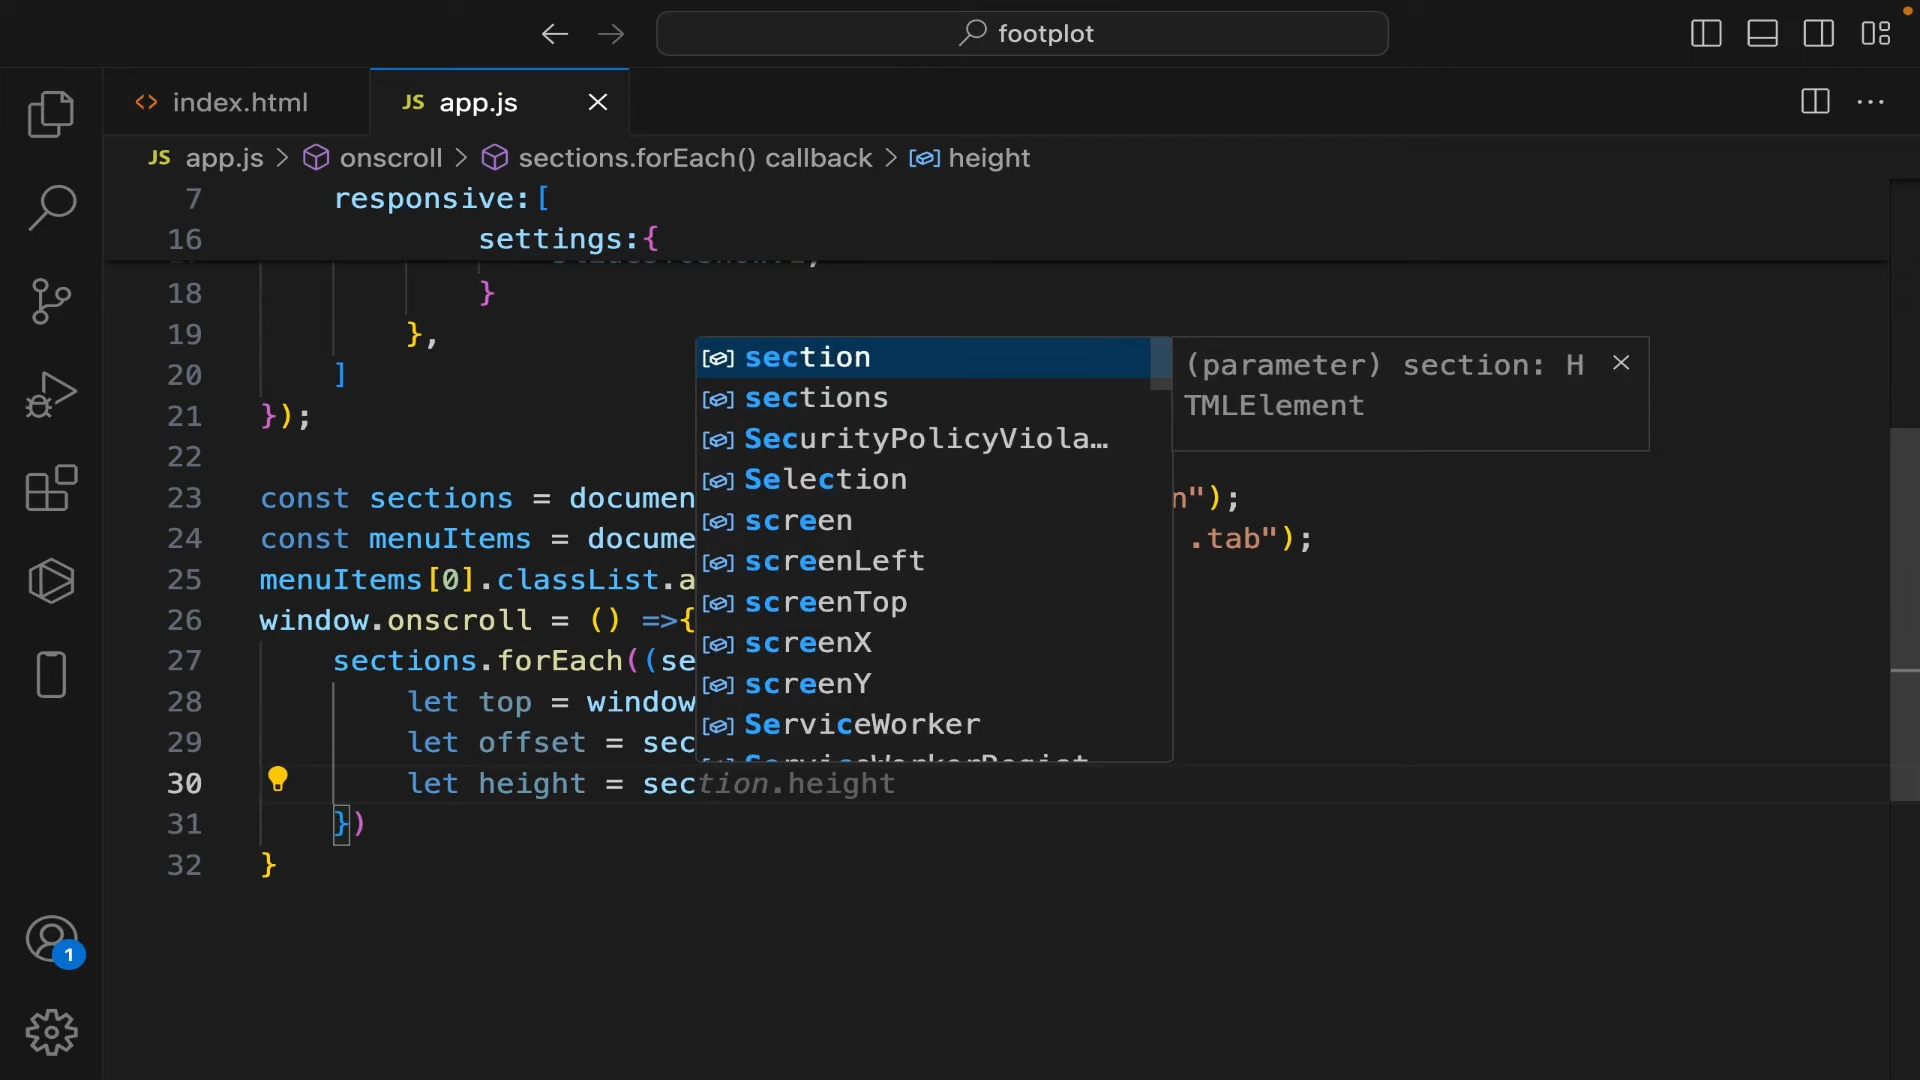 footplot
index.html
JS app.js
JS app.js > onscroll > sections.forEach() callback > height
7 responsive:[
16 settings:{
18 }
19 },
20 ]
21 });
22
23 const sections = documen n");
24 const menuItems = docume .tab");
25 menuItems[0].classList.a
26 window.onscroll = () =>{
27 sections.forEach((se
28 let top = window
29 let offset = sec
30 let height = section.height
31 })
32 }
section
sections
SecurityPolicyViola…
Selection
screen
screenLeft
screenTop
screenX
screenY
ServiceWorker
(parameter) section: H
TMLElement
1